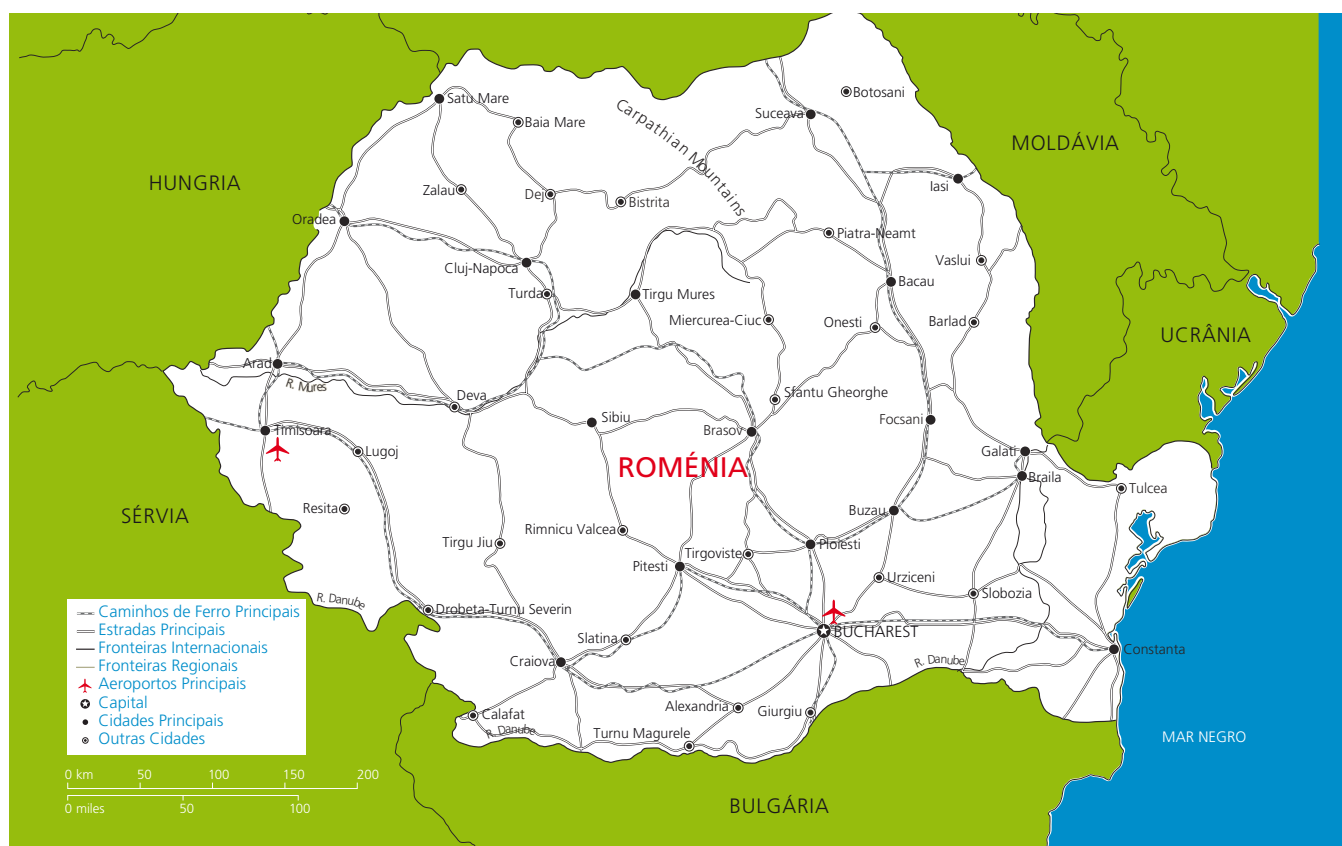 Botosani
Satu Mare
Suceava
Baia Mare
Carpathian Mountains
MOLDÁVIA
HUNGRIA
Iasi
Zalau
Dej
Bistrita
Oradea
Piatra-Neamt
Vaslui
Cluj-Napoca
Bacau
Turda
Tirgu Mures
Miercurea-Ciuc
Onesti
Barlad
UCRÂNIA
Arad
R. Mures
Deva
Sfantu Gheorghe
Sibiu
Focsani
Timisoara
Brasov
Lugoj
Galati
ROMÉNIA
Braila
Tulcea
Resita
SÉRVIA
Buzau
Rimnicu Valcea
Tirgu Jiu
Tirgoviste
Ploiesti
Pitesti
Urziceni
Slobozia
R. Danube
Drobeta-Turnu Severin
BUCHAREST
Slatina
Constanta
Craiova
R. Danube
Alexandria
Giurgiu
Calafat
R. Danube
Turnu Magurele
MAR NEGRO
BULGÁRIA
Caminhos de Ferro Principais
Estradas Principais
Fronteiras Internacionais
Fronteiras Regionais
Aeroportos Principais
Capital
Cidades Principais
Outras Cidades
0 km 50 100 150 200
0 miles 50 100